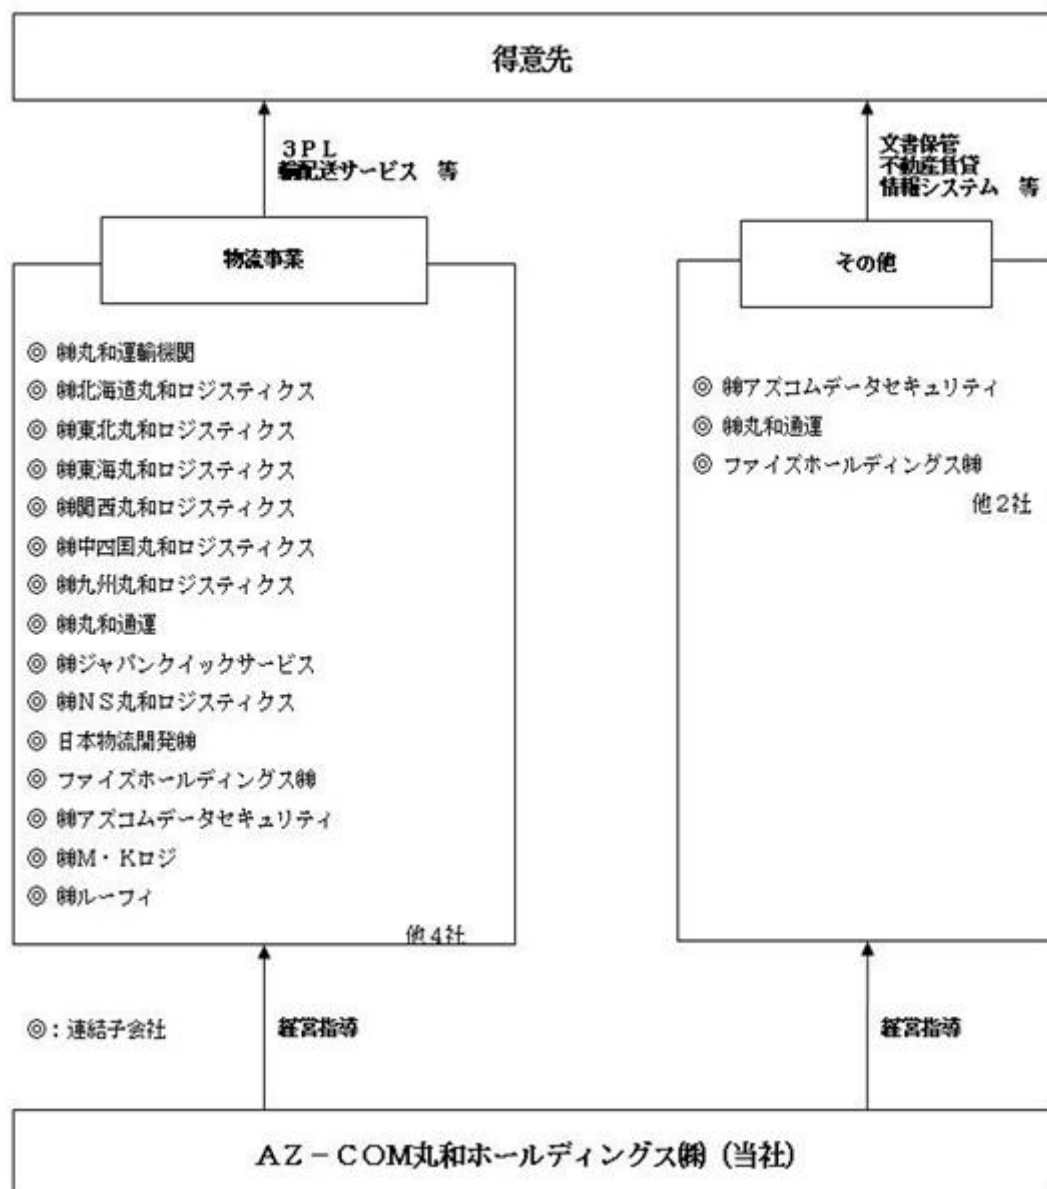 得意先
３ＰＬ
輸配送サービス　等
文書保管
不動産賃貸
情報システム　等
物流事業
◎ ㈱丸和運輸機関
◎ ㈱北海道丸和ロジスティクス
◎ ㈱東北丸和ロジスティクス
◎ ㈱東海丸和ロジスティクス
◎ ㈱関西丸和ロジスティクス
◎ ㈱中四国丸和ロジスティクス
◎ ㈱九州丸和ロジスティクス
◎ ㈱丸和通運
◎ ㈱ジャパンクイックサービス
◎ ㈱ＮＳ丸和ロジスティクス
◎ 日本物流開発㈱
◎ ファイズホールディングス㈱
◎ ㈱アズコムデータセキュリティ
◎ ㈱Ｍ・Ｋロジ
◎ ㈱ルーフィ
他４社
その他
◎ ㈱アズコムデータセキュリティ
◎ ㈱丸和通運
◎ ファイズホールディングス㈱
他２社
◎：連結子会社
経営指導
経営指導
ＡＺ－ＣＯＭ丸和ホールディングス㈱（当社）